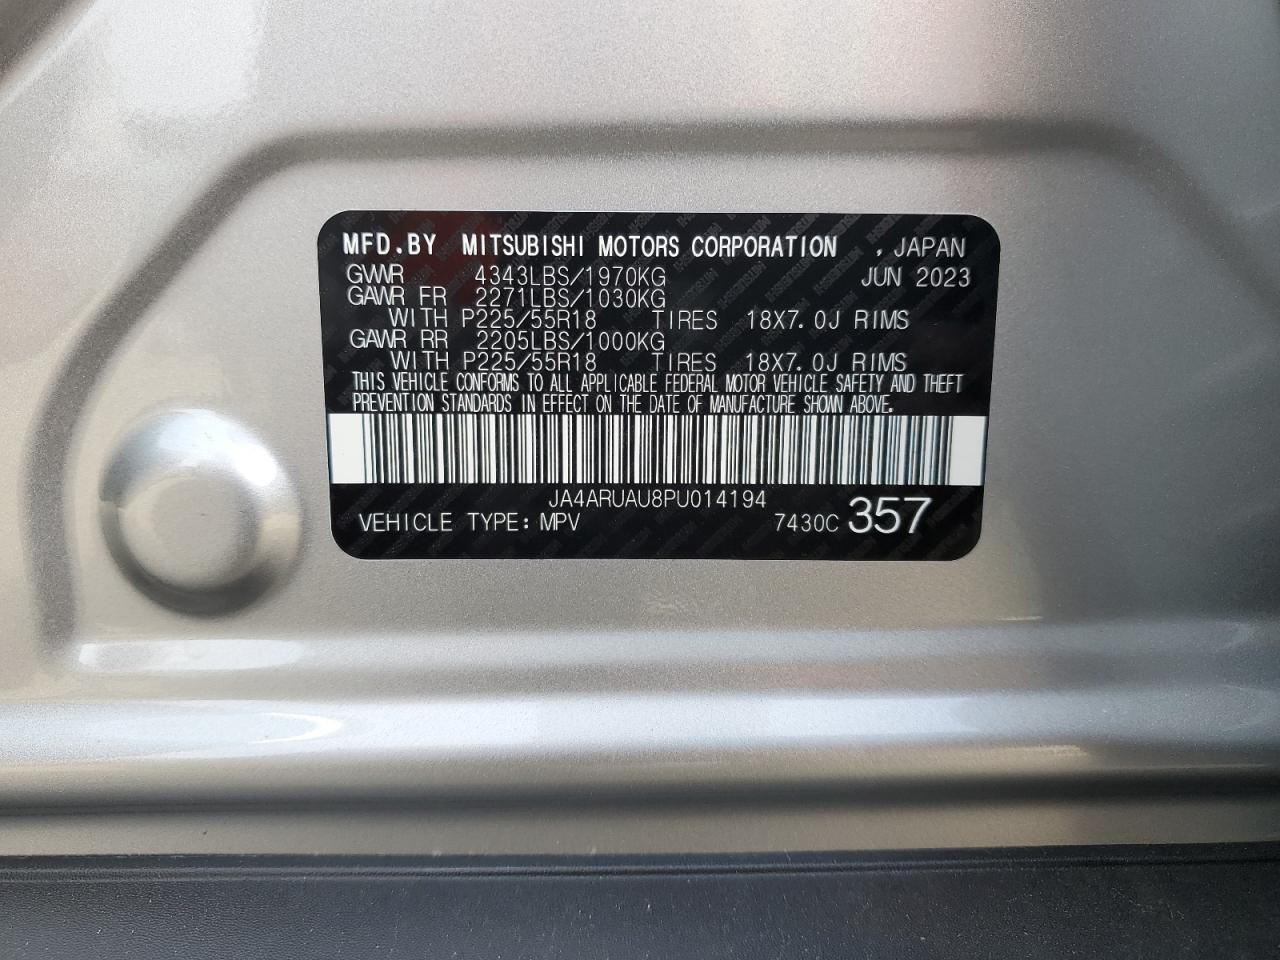 MFD.BY MITSUBISHI MOTORS CORPORATION , JAPAN
GVWR 4343LBS/1970KG JUN 2023
GAWR FR 2271LBS/1030KG
WITH P225/55R18 TIRES 18X7.0J RIMS
GAWR RR 2205LBS/1000KG
WITH P225/55R18 TIRES 18X7.0J RIMS
THIS VEHICLE CONFORMS TO ALL APPLICABLE FEDERAL MOTOR VEHICLE SAFETY AND THEFT
PREVENTION STANDARDS IN EFFECT ON THE DATE OF MANUFACTURE SHOWN ABOVE.
JA4ARUAU8PU014194
VEHICLE TYPE: MPV 7430C 357